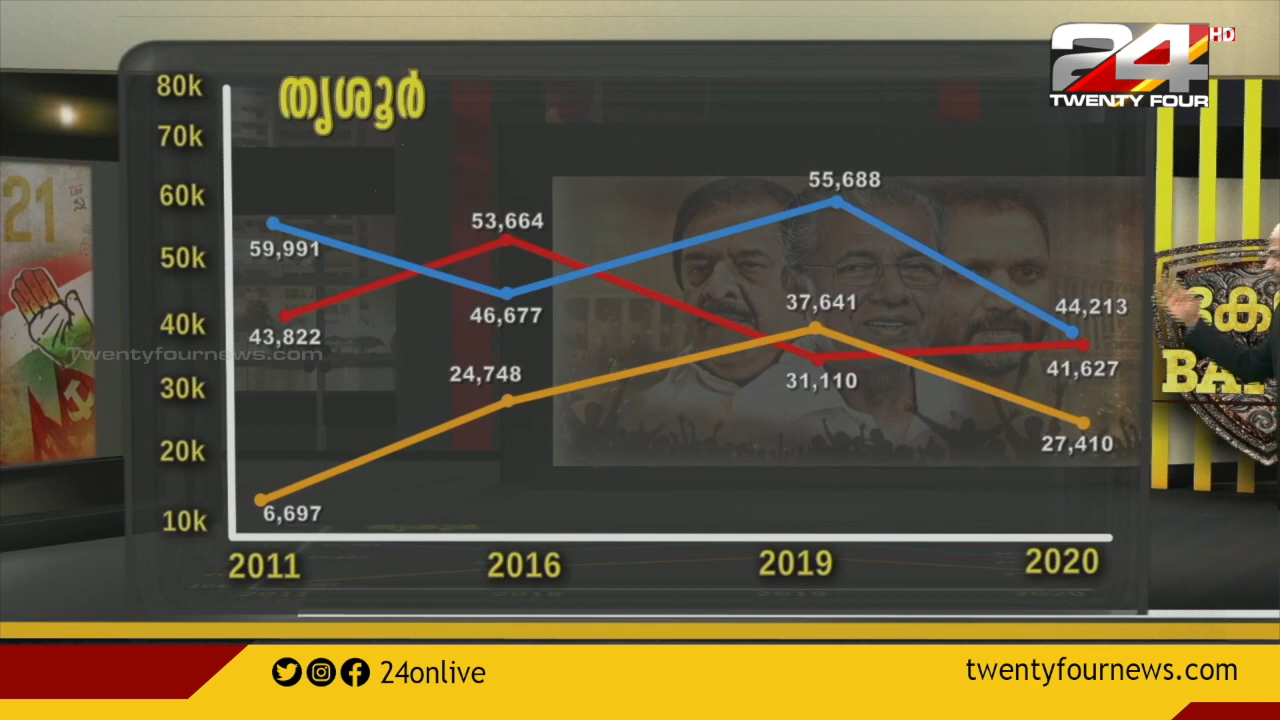 24
HD
TWENTY FOUR
തൃശൂർ
80k
70k
60k
50k
40k
30k
20k
10k
59,991
43,822
6,697
53,664
46,677
24,748
55,688
37,641
31,110
44,213
41,627
27,410
2011
2016
2019
2020
21
Twentyfournews.com
24onlive
twentyfournews.com